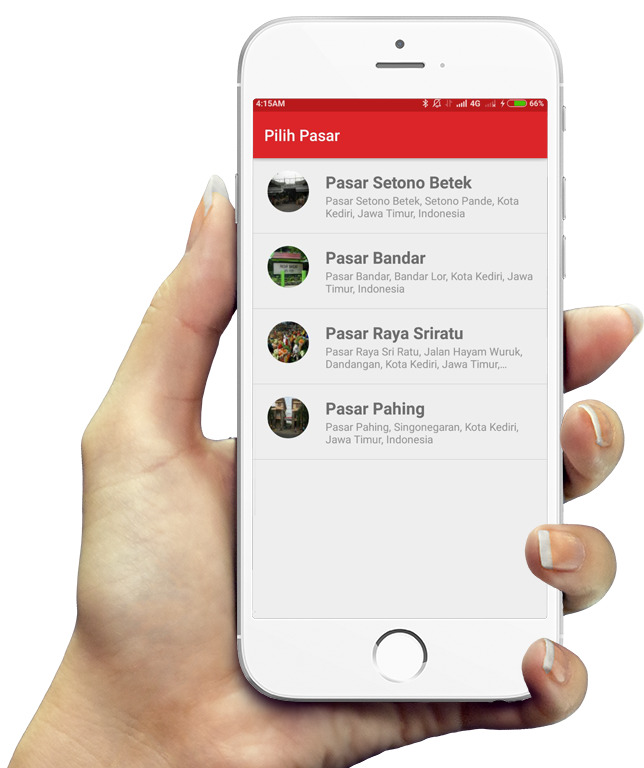 4:15AM 4G 66%
Pilih Pasar
Pasar Setono Betek
Pasar Setono Betek, Setono Pande, Kota
Kediri, Jawa Timur, Indonesia
Pasar Bandar
Pasar Bandar, Bandar Lor, Kota Kediri, Jawa
Timur, Indonesia
Pasar Raya Sriratu
Pasar Raya Sri Ratu, Jalan Hayam Wuruk,
Dandangan, Kota Kediri, Jawa Timur,...
Pasar Pahing
Pasar Pahing, Singonegaran, Kota Kediri,
Jawa Timur, Indonesia